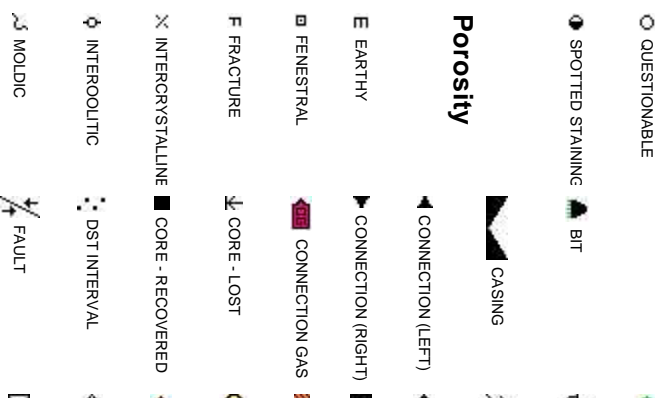 QUESTIONABLE
SPOTTED STAINING
Porosity
E EARTHY
FENESTRAL
F FRACTURE
INTERCRYSTALLINE
INTEROOLITIC
MOLDIC
BIT
CASING
CONNECTION (LEFT)
CONNECTION (RIGHT)
CONNECTION GAS
CORE - LOST
CORE - RECOVERED
DST INTERVAL
FAULT